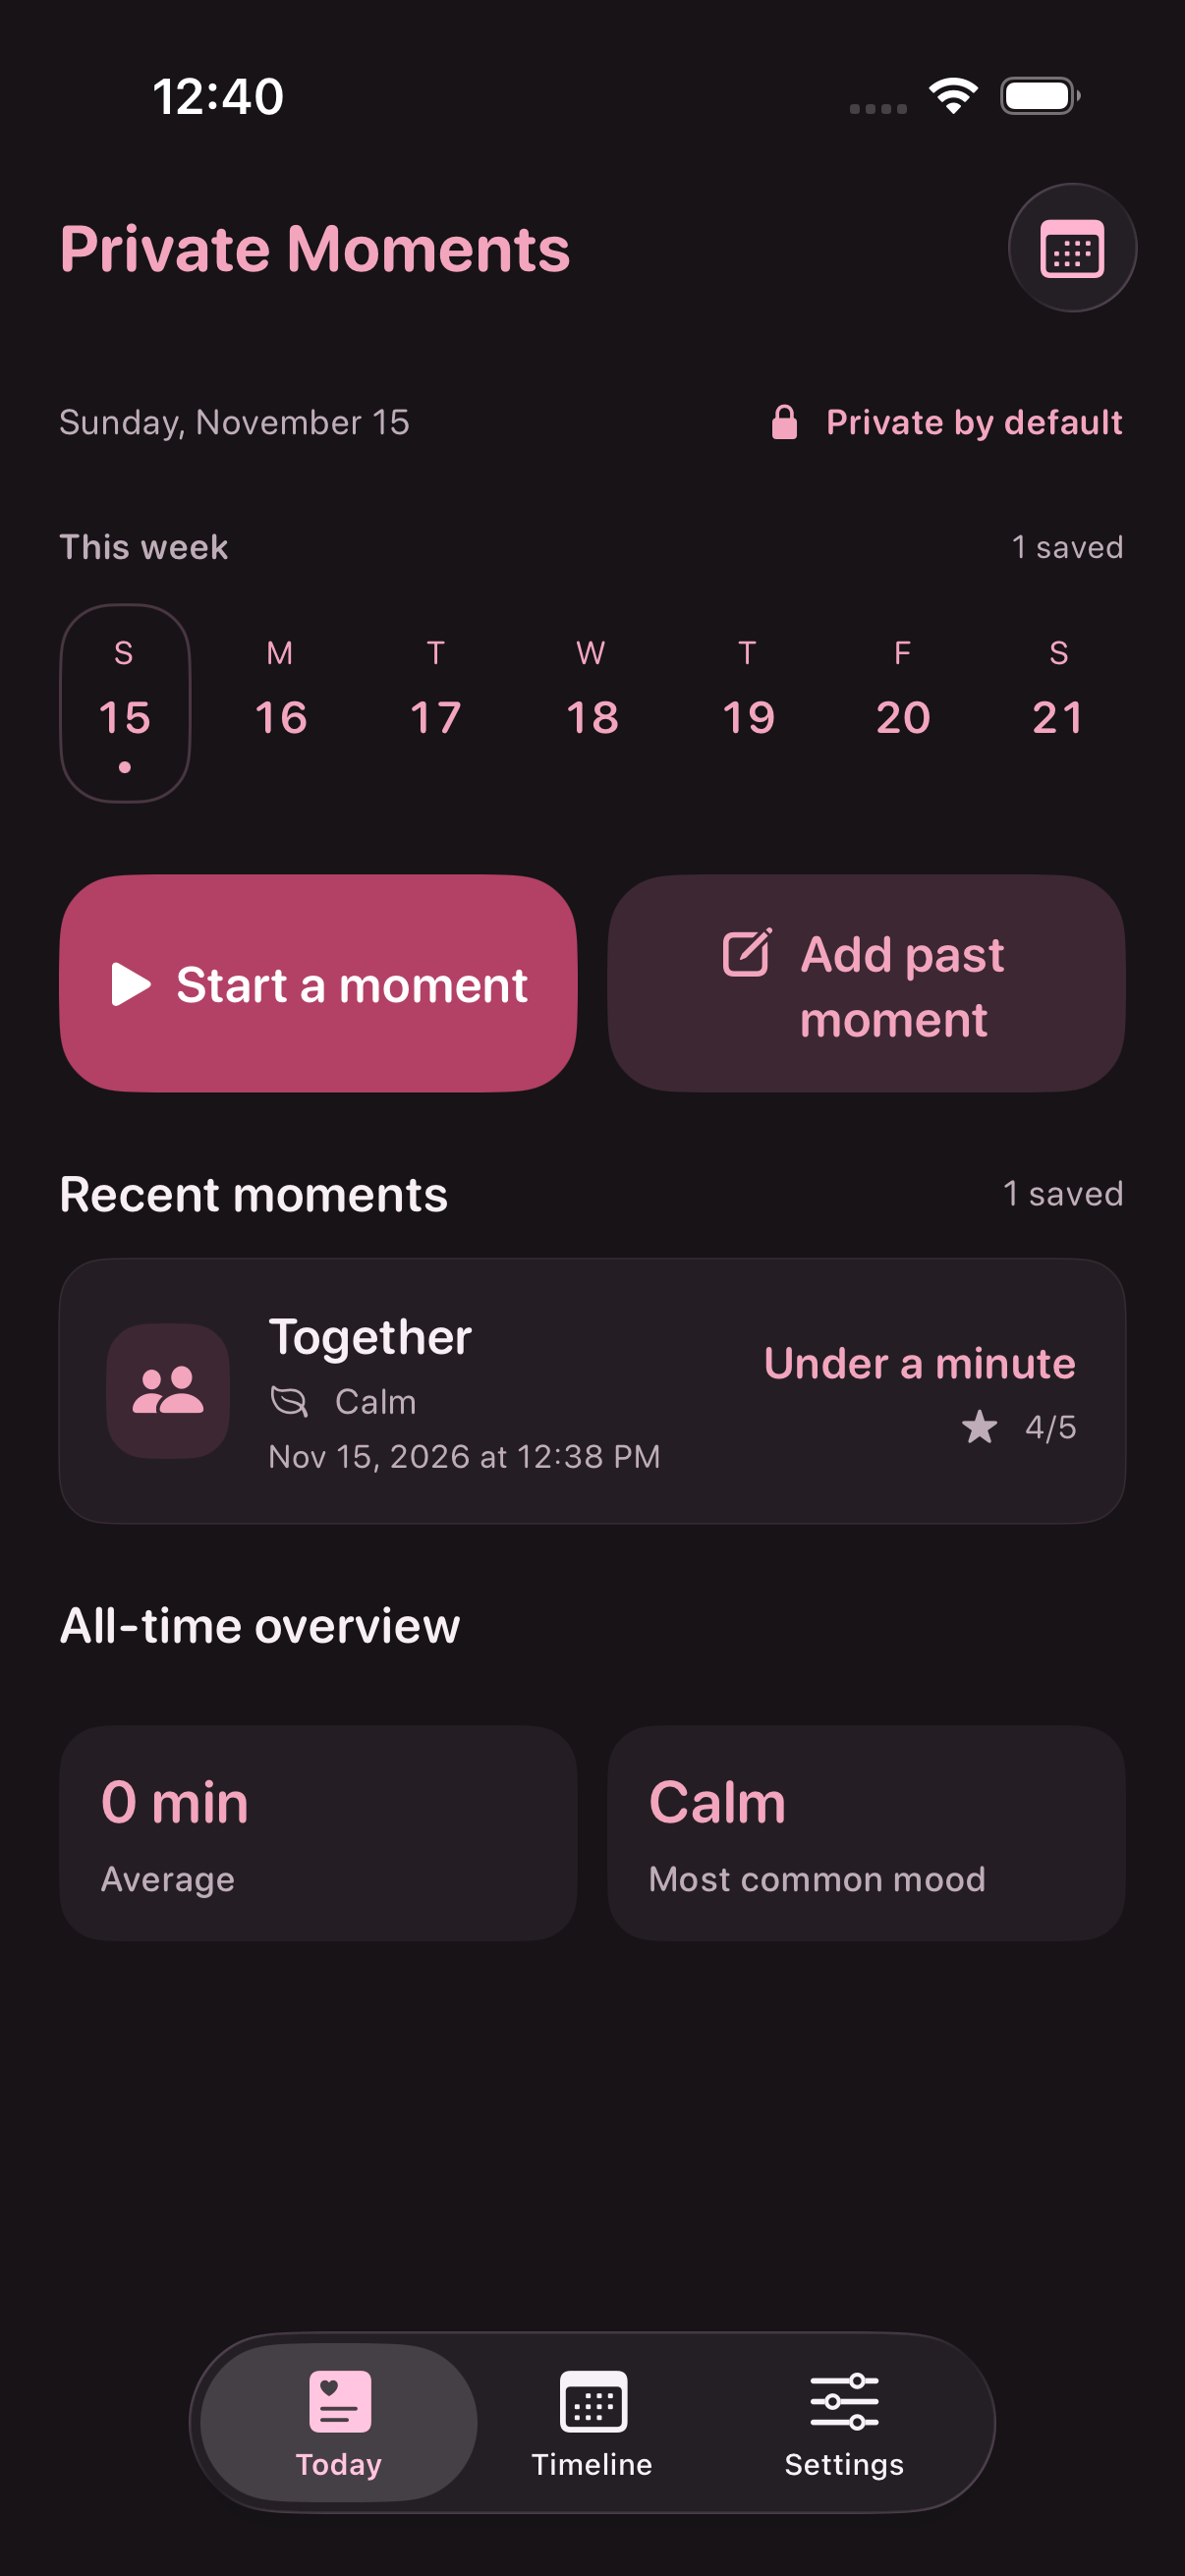 12:40
Private Moments
Sunday, November 15
Private by default
This week
1 saved
S M T W T F S
15 16 17 18 19 20 21
Start a moment
Add past
moment
Recent moments
1 saved
Together
Calm
Nov 15, 2026 at 12:38 PM
Under a minute
4/5
All-time overview
0 min
Average
Calm
Most common mood
Today
Timeline
Settings